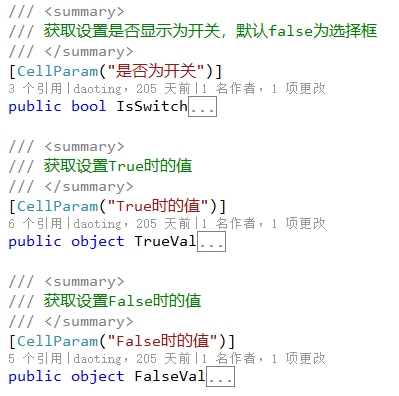 /// <summary>
/// 获取设置是否显示为开关，默认false为选择框
/// </summary>
[CellParam("是否为开关")]
3 个引用|daoting，205 天前|1 名作者，1 项更改
public bool IsSwitch...
/// <summary>
/// 获取设置True时的值
/// </summary>
[CellParam("True时的值")]
6 个引用|daoting，205 天前|1 名作者，1 项更改
public object TrueVal...
/// <summary>
/// 获取设置False时的值
/// </summary>
[CellParam("False时的值")]
5 个引用|daoting，205 天前|1 名作者，1 项更改
public object FalseVal...